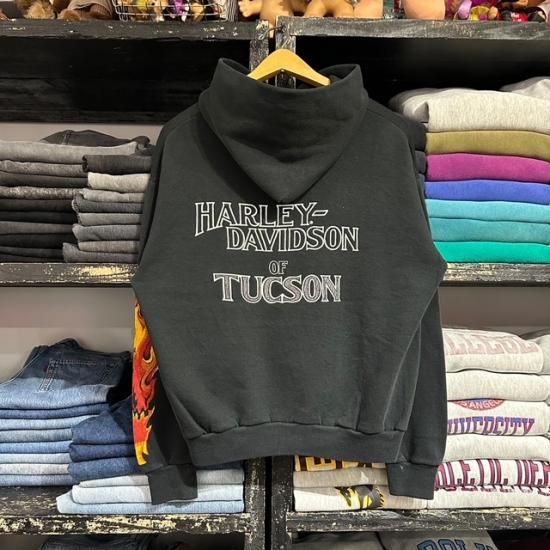 HARLEY-
DAVIDSON
OF
TUCSON